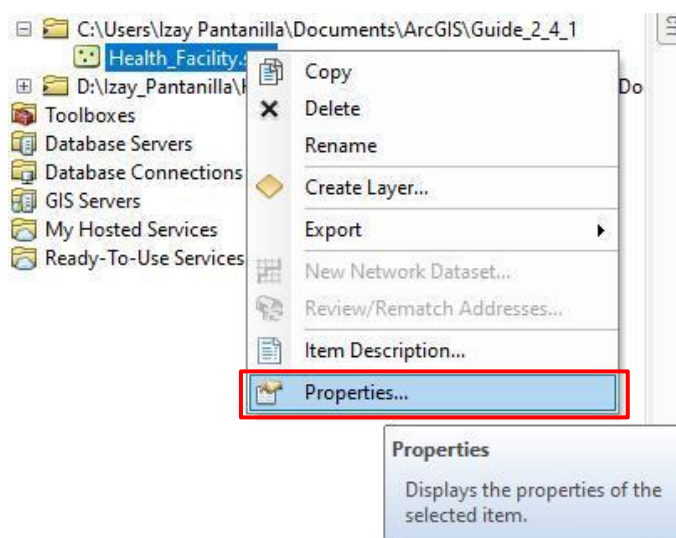 C:\Users\Izay Pantanilla\Documents\ArcGIS\Guide_2_4_1
Health_Facility.s
D:\Izay_Pantanilla\ Do
Toolboxes
Database Servers
Database Connections
GIS Servers
My Hosted Services
Ready-To-Use Services
Copy
Delete
Rename
Create Layer...
Export
New Network Dataset...
Review/Rematch Addresses...
Item Description...
Properties...
Properties
Displays the properties of the
selected item.